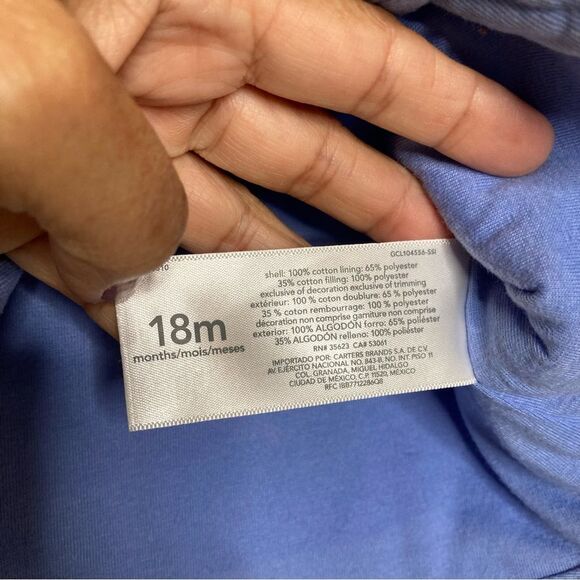 310
GCL104556-SSI
18m
months/mois/meses
shell: 100% cotton lining: 65% polyester
35% cotton filling: 100% polyester
exclusive of decoration exclusive of trimming
extérieur: 100 % coton doublure: 65 % polyester
35 % coton rembourrage: 100 % polyester
décoration non comprise garniture non comprise
exterior: 100% ALGODÓN forro: 65% poliéster
35% ALGODÓN relleno: 100% poliéster
RN# 35623 CA# 53061
IMPORTADO POR: CARTERS BRANDS S.A. DE C.V.
AV. EJERCITO NACIONAL NO. 843-B. NO. INT. PISO 11
COL. GRANADA, MIGUEL HIDALGO
CIUDAD DE MÉXICO, C.P. 11520, MÉXICO
RFC IBB7712286Q8